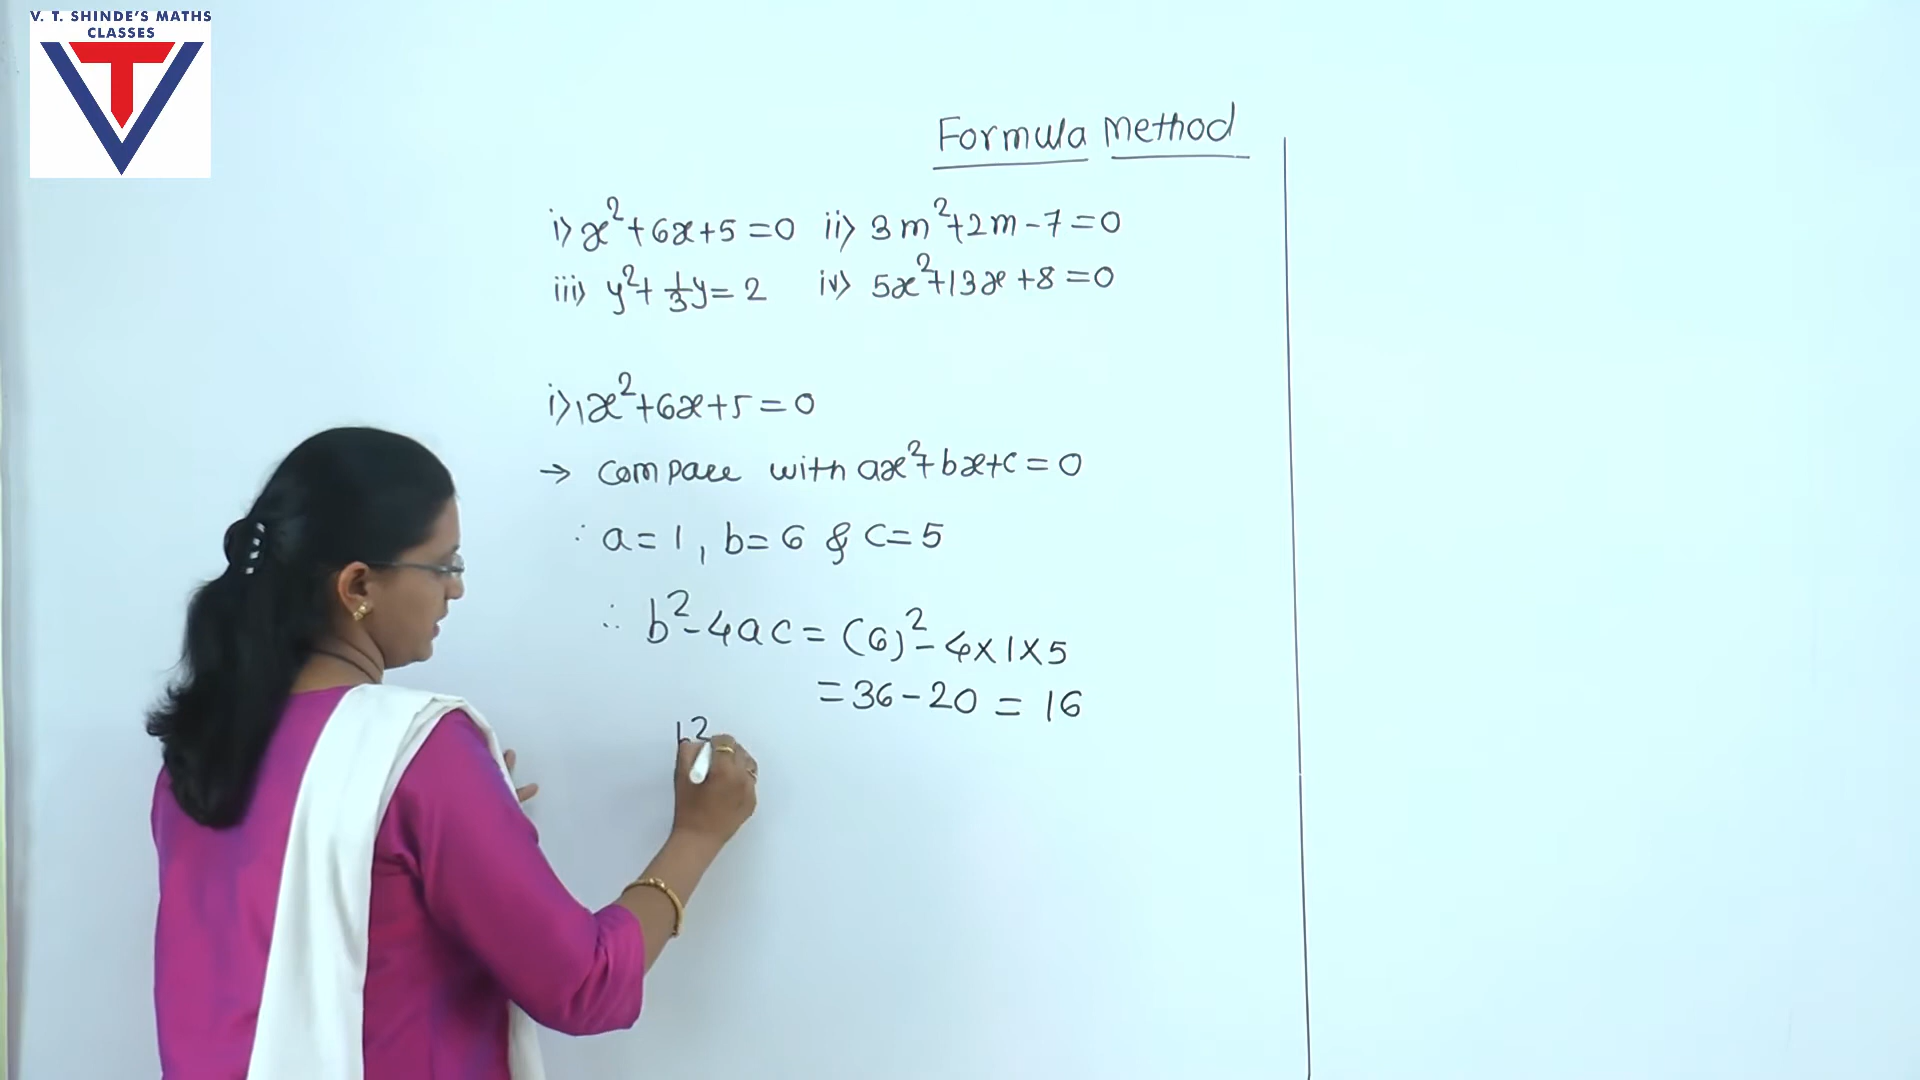 V. T. SHINDE'S MATHS
CLASSES
VT
Formula Method
i) x²+6x+5=0 ii) 3m²+2m-7=0
iii) y²+1/3y=2 iv) 5x²+13x+8=0
i) 1x²+6x+5=0
→ Compare with ax²+bx+c=0
∴ a=1, b=6 & c=5
∴ b²-4ac=(6)²-4×1×5
=36-20=16
b²